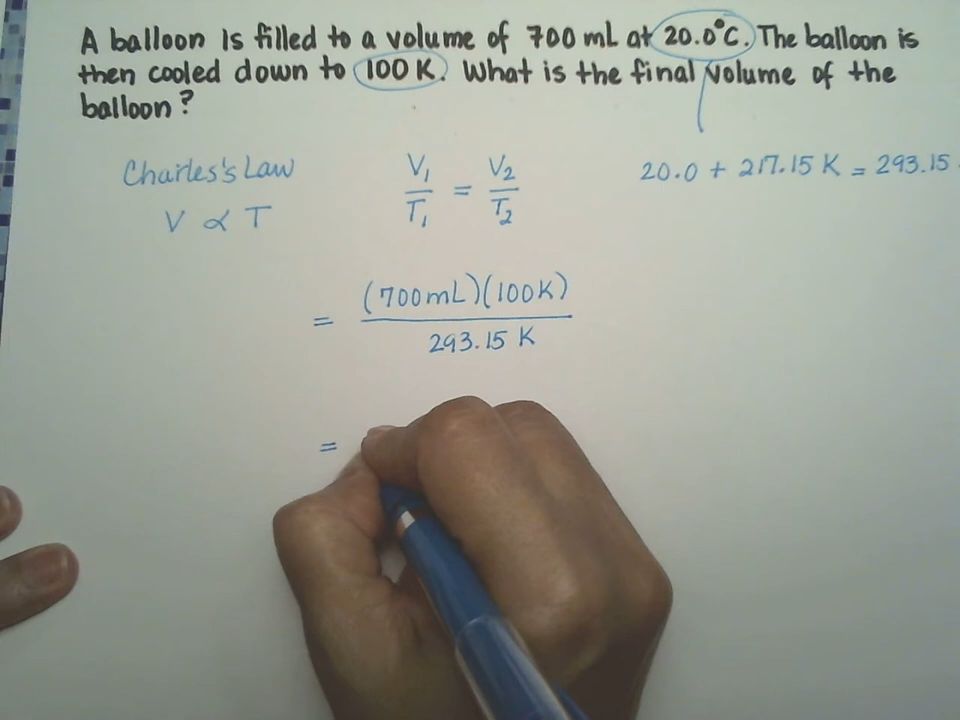 A balloon is filled to a volume of 700 mL at 20.0°C. The balloon is
then cooled down to 100 K. What is the final volume of the
balloon?
Charles's Law
V ∝ T
V₁/T₁ = V₂/T₂
20.0 + 217.15 K = 293.15
= (700mL)(100K)
293.15 K
=